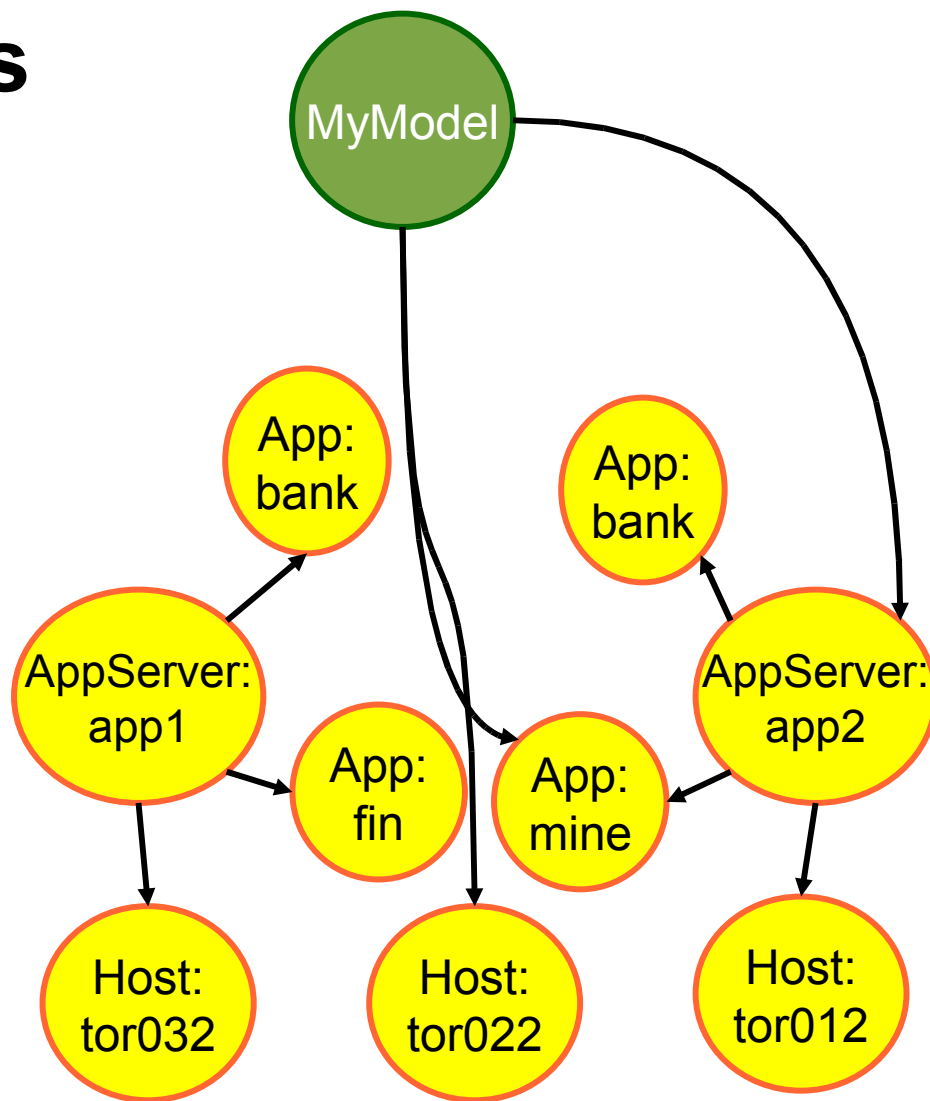 s
MyModel
App:
bank
App:
bank
AppServer:
app1
AppServer:
app2
App:
fin
App:
mine
Host:
tor032
Host:
tor022
Host:
tor012